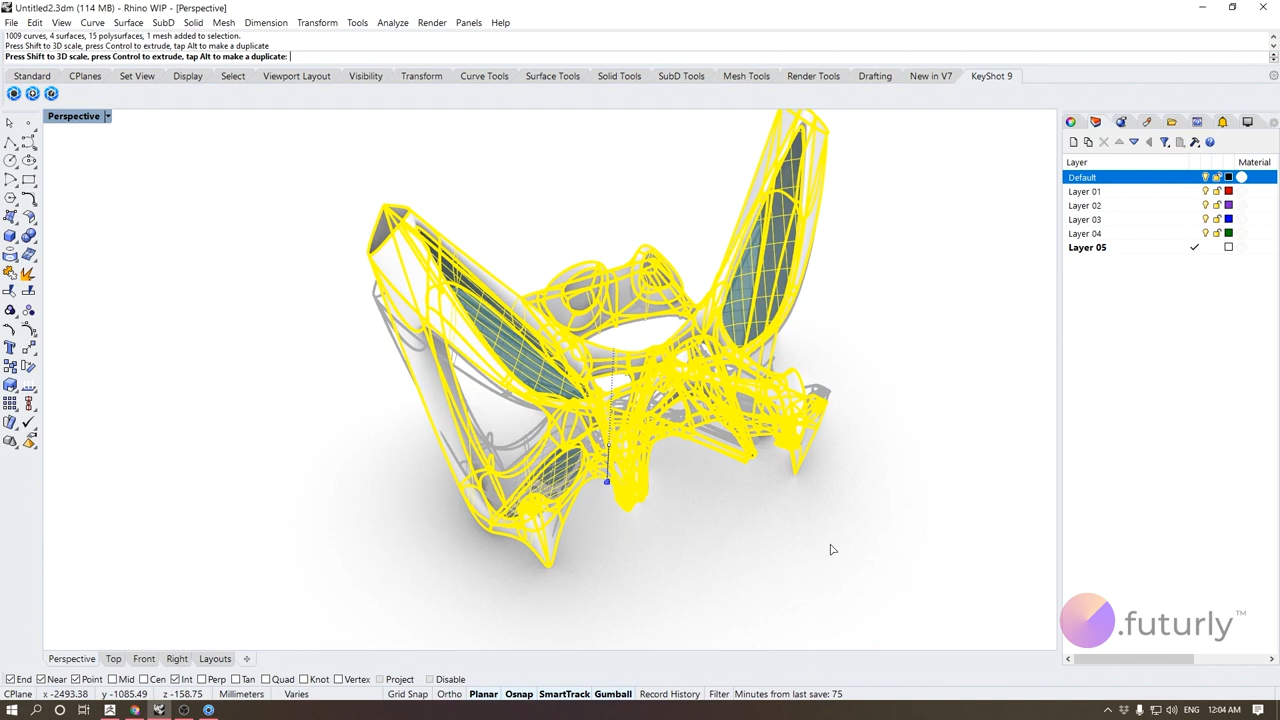 Untitled2.3dm (114 MB) - Rhino WIP - [Perspective]
File Edit View Curve Surface SubD Solid Mesh Dimension Transform Tools Analyze Render Panels Help
1009 curves, 4 surfaces, 15 polysurfaces, 1 mesh added to selection.
Press Shift to 3D scale, press Control to extrude, tap Alt to make a duplicate
Press Shift to 3D scale, press Control to extrude, tap Alt to make a duplicate:
Standard CPlanes Set View Display Select Viewport Layout Visibility Transform Curve Tools Surface Tools Solid Tools SubD Tools Mesh Tools Render Tools Drafting New in V7 KeyShot 9
Perspective
Layer Material
Default
Layer 01
Layer 02
Layer 03
Layer 04
Layer 05
.futurly™
Perspective Top Front Right Layouts
End Near Point Mid Cen Int Perp Tan Quad Knot Vertex Project Disable
CPlane x -2493.38 y -1085.49 z -158.75 Millimeters Varies Grid Snap Ortho Planar Osnap SmartTrack Gumball Record History Filter Minutes from last save: 75
12:04 AM